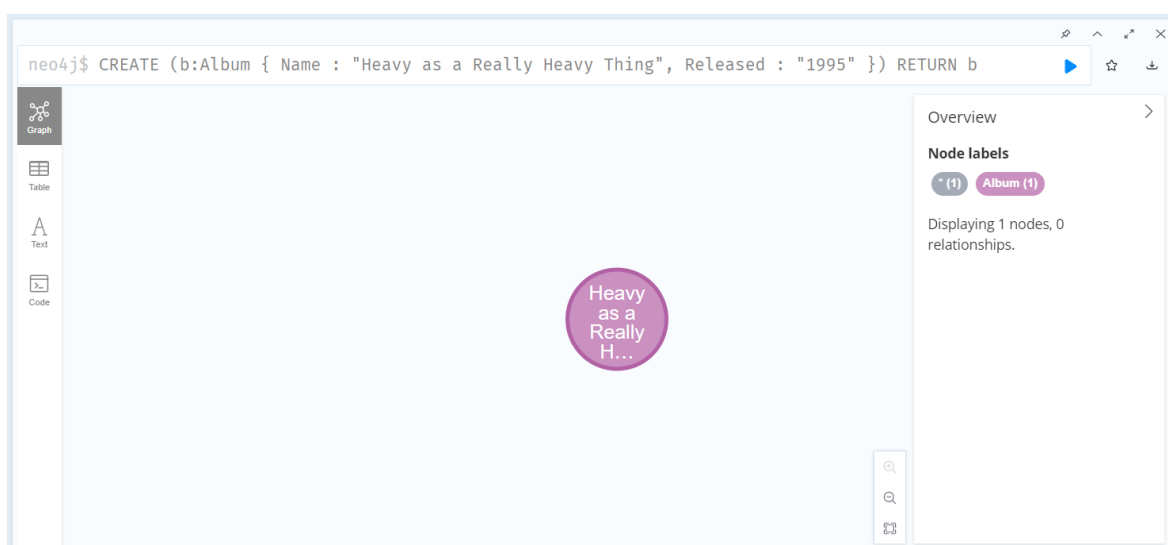 neo4j$ CREATE (b:Album { Name : "Heavy as a Really Heavy Thing", Released : "1995" }) RETURN b
Graph
Table
Text
Code
Heavy
as a
Really
H...
Overview
Node labels
* (1) Album (1)
Displaying 1 nodes, 0
relationships.